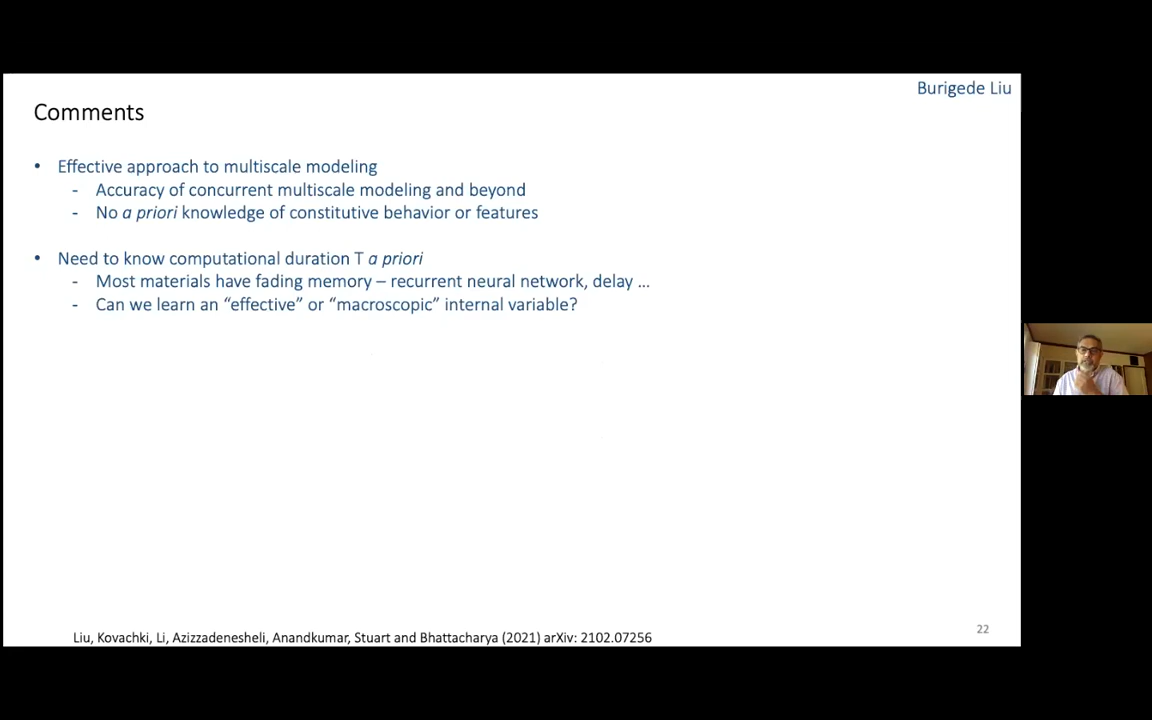 Burigede Liu
Comments
• Effective approach to multiscale modeling
- Accuracy of concurrent multiscale modeling and beyond
- No a priori knowledge of constitutive behavior or features
• Need to know computational duration T a priori
- Most materials have fading memory – recurrent neural network, delay ...
- Can we learn an “effective” or “macroscopic” internal variable?
Liu, Kovachki, Li, Azizzadenesheli, Anandkumar, Stuart and Bhattacharya (2021) arXiv: 2102.07256
22